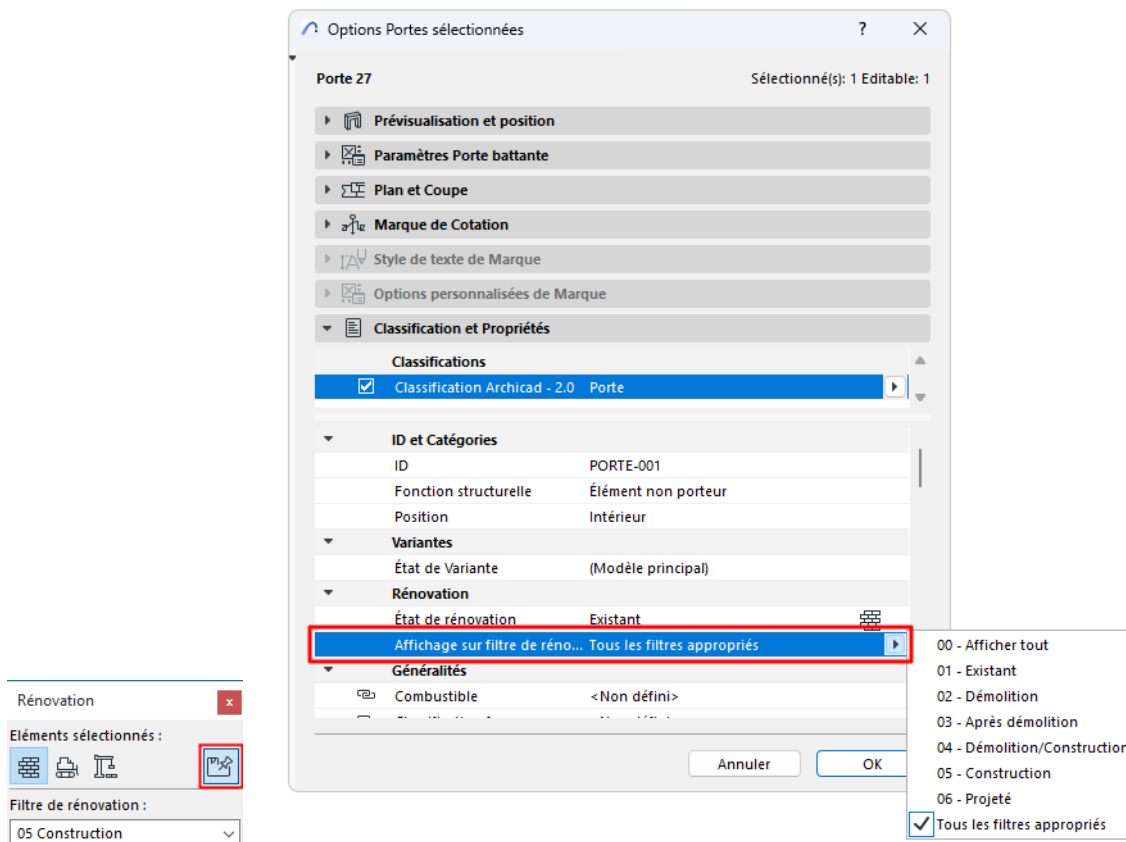 Options Portes sélectionnées ?
Porte 27 Sélectionné(s): 1 Editable: 1
Prévisualisation et position
Paramètres Porte battante
Plan et Coupe
Marque de Cotation
Style de texte de Marque
Options personnalisées de Marque
Classification et Propriétés
Classifications
Classification Archicad - 2.0 Porte
ID et Catégories
ID PORTE-001
Fonction structurelle Élément non porteur
Position Intérieur
Variantes
État de Variante (Modèle principal)
Rénovation
État de rénovation Existant
Affichage sur filtre de réno... Tous les filtres appropriés
Généralités
Combustible <Non défini>
Annuler OK
00 - Afficher tout
01 - Existant
02 - Démolition
03 - Après démolition
04 - Démolition/Construction
05 - Construction
06 - Projeté
Tous les filtres appropriés
Rénovation x
Eléments sélectionnés :
Filtre de rénovation :
05 Construction